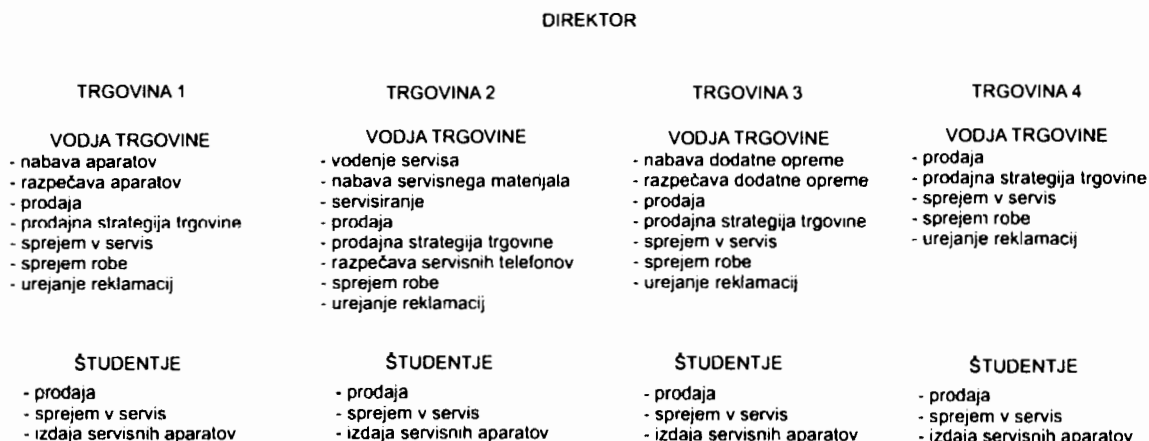 DIREKTOR
TRGOVINA 1
VODJA TRGOVINE
- nabava aparatov
- razpečava aparatov
- prodaja
- prodajna strategija trgovine
- sprejem v servis
- sprejem robe
- urejanje reklamacij
ŠTUDENTJE
- prodaja
- sprejem v servis
- izdaja servisnih aparatov
TRGOVINA 2
VODJA TRGOVINE
- vodenje servisa
- nabava servisnega materijala
- servisiranje
- prodaja
- prodajna strategija trgovine
- razpečava servisnih telefonov
- sprejem robe
- urejanje reklamacij
ŠTUDENTJE
- prodaja
- sprejem v servis
- izdaja servisnih aparatov
TRGOVINA 3
VODJA TRGOVINE
- nabava dodatne opreme
- razpečava dodatne opreme
- prodaja
- prodajna strategija trgovine
- sprejem v servis
- sprejem robe
- urejanje reklamacij
ŠTUDENTJE
- prodaja
- sprejem v servis
- izdaja servisnih aparatov
TRGOVINA 4
VODJA TRGOVINE
- prodaja
- prodajna strategija trgovine
- sprejem v servis
- sprejem robe
- urejanje reklamacij
ŠTUDENTJE
- prodaja
- sprejem v servis
- izdaja servisnih aparatov